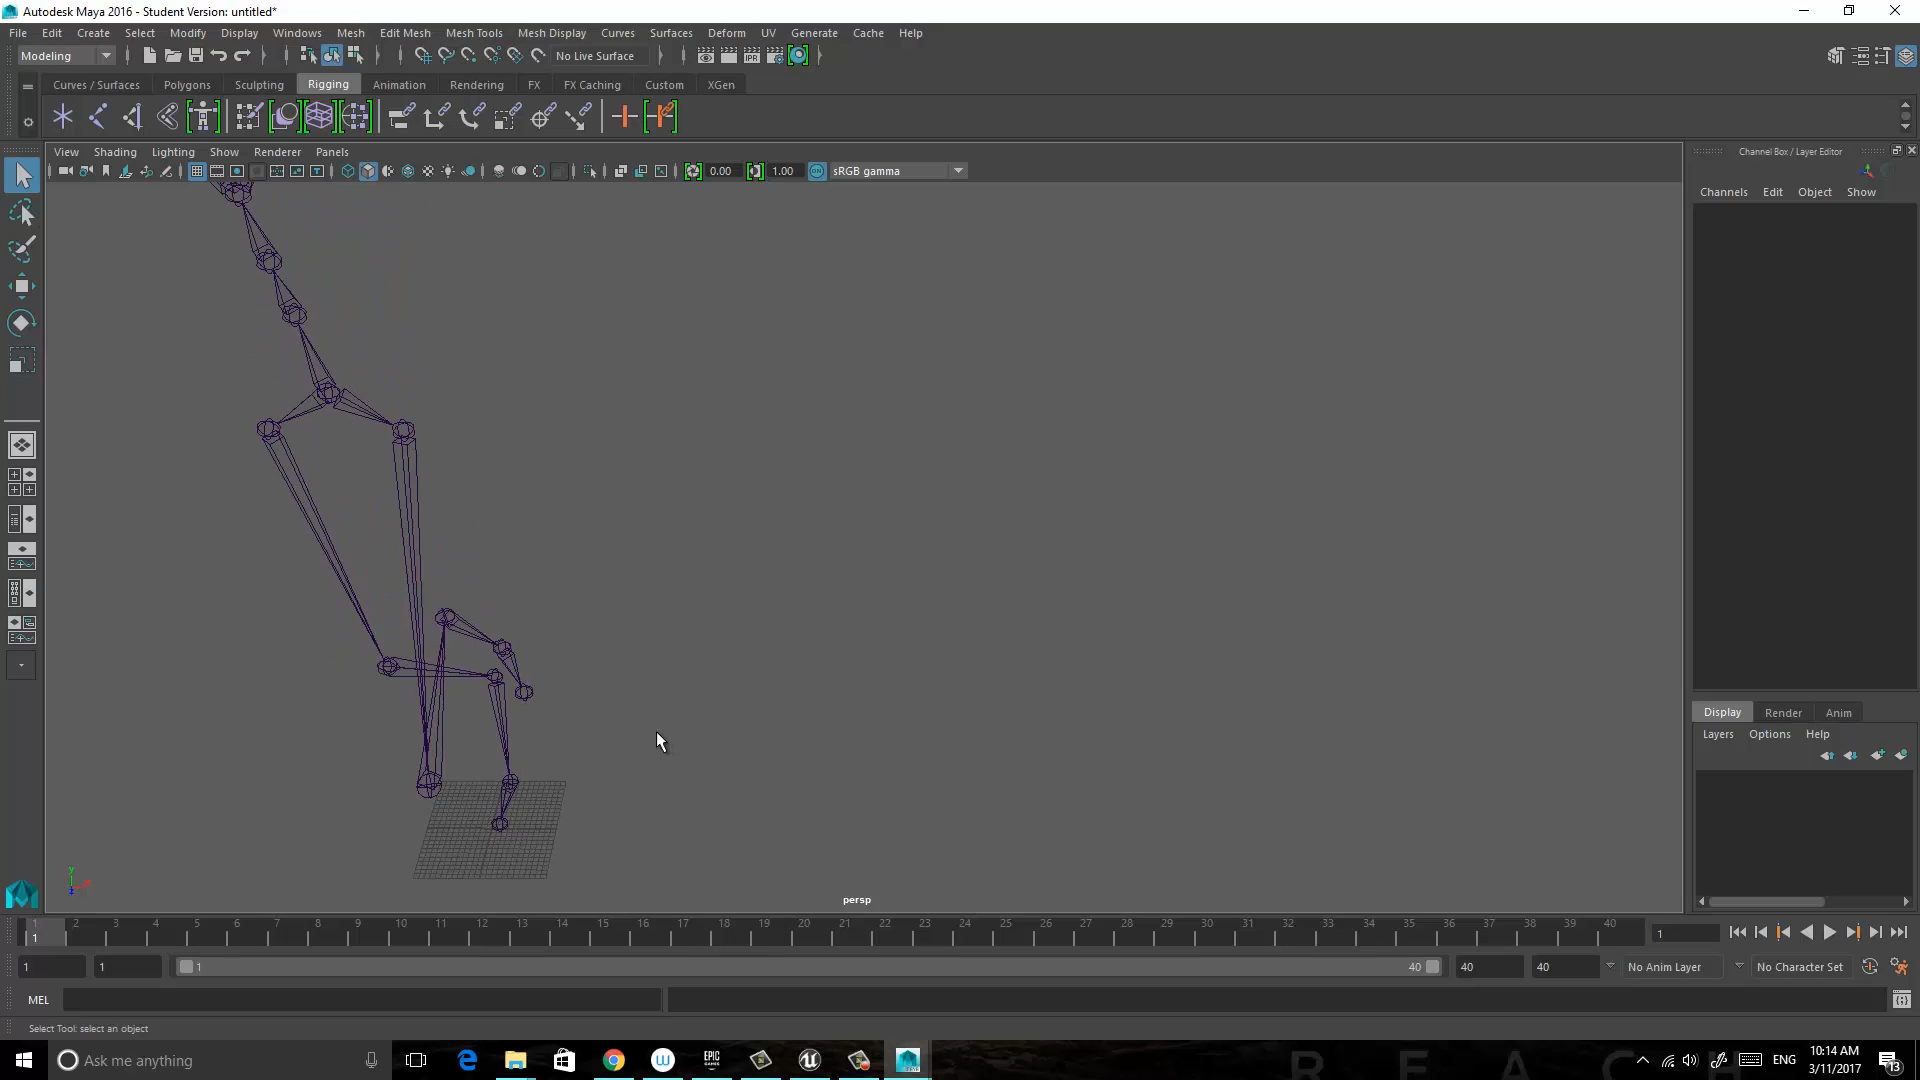 Autodesk Maya 2016 - Student Version: untitled*
File Edit Create Select Modify Display Windows Mesh Edit Mesh Mesh Tools Mesh Display Curves Surfaces Deform UV Generate Cache Help
Modeling No Live Surface
Curves / Surfaces Polygons Sculpting Rigging Animation Rendering FX FX Caching Custom XGen
View Shading Lighting Show Renderer Panels
0.00 1.00 ON sRGB gamma
Channel Box / Layer Editor
Channels Edit Object Show
Display Render Anim
Layers Options Help
persp
1 2 3 4 5 6 7 8 9 10 11 12 13 14 15 16 17 18 19 20 21 22 23 24 25 26 27 28 29 30 31 32 33 34 35 36 37 38 39 40
1 1
1 1 1 40 40 40 No Anim Layer No Character Set
MEL
Select Tool: select an object
Ask me anything
EPIC GAMES
R E A C H
ENG
10:14 AM
3/11/2017
13